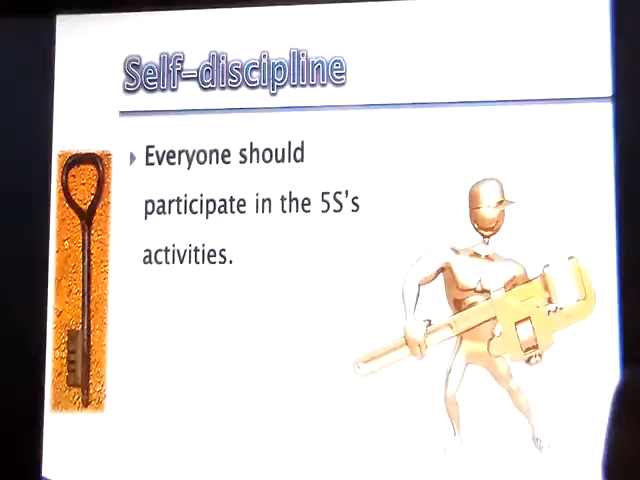 Self-discipline
Everyone should
participate in the 5S's
activities.